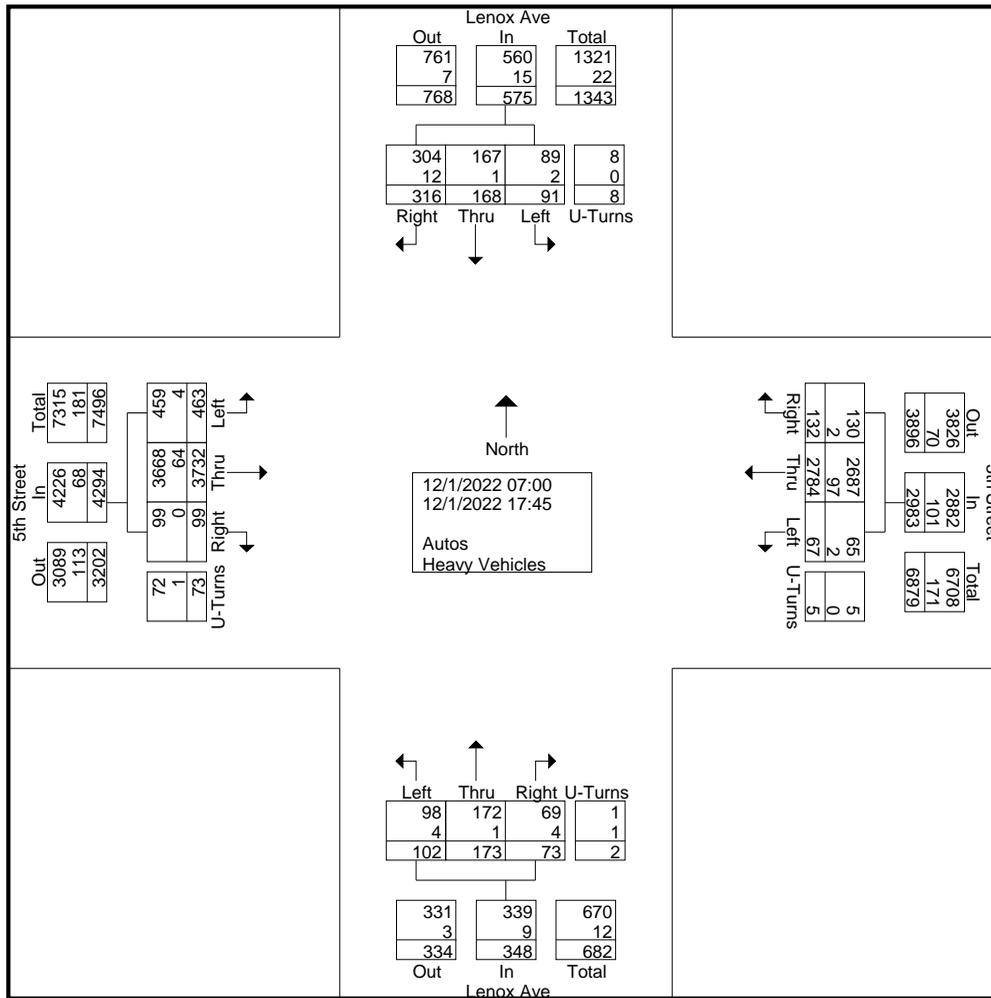 Lenox Ave
Out In Total
761 560 1321
7 15 22
768 575 1343
304 167 89 8
12 1 2 0
316 168 91 8
Right Thru Left U-Turns
5th Street
Total In Out
7315 4226 3089
181 68 113
7496 4294 3202
459 3668 99 72
4 64 0 1
463 3732 99 73
Left Thru Right U-Turns
North
12/1/2022 07:00
12/1/2022 17:45
Autos
Heavy Vehicles
Right Thru Left U-Turns
132 2784 67 5
2 97 2 0
130 2687 65 5
Out In Total
3826 2882 6708
70 101 171
3896 2983 6879
Street
Left Thru Right U-Turns
98 172 69 1
4 1 4 1
102 173 73 2
331 339 670
3 9 12
334 348 682
Out In Total
Lenox Ave